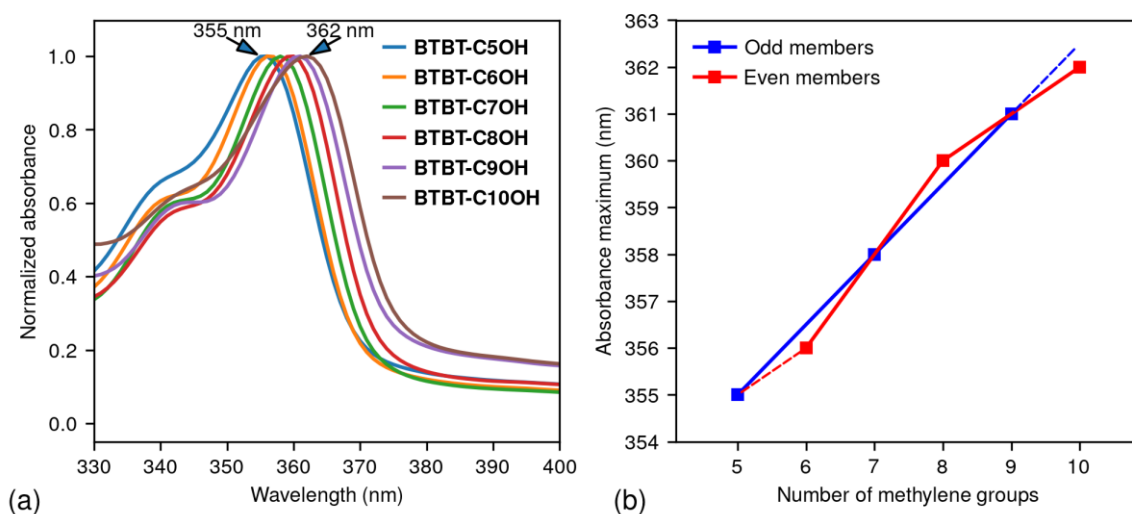 355 nm
362 nm
BTBT-C5OH
BTBT-C6OH
BTBT-C7OH
BTBT-C8OH
BTBT-C9OH
BTBT-C10OH
Normalized absorbance
1.0
0.8
0.6
0.4
0.2
0.0
330 340 350 360 370 380 390 400
Wavelength (nm)
(a)
Odd members
Even members
Absorbance maximum (nm)
363
362
361
360
359
358
357
356
355
354
5 6 7 8 9 10
Number of methylene groups
(b)